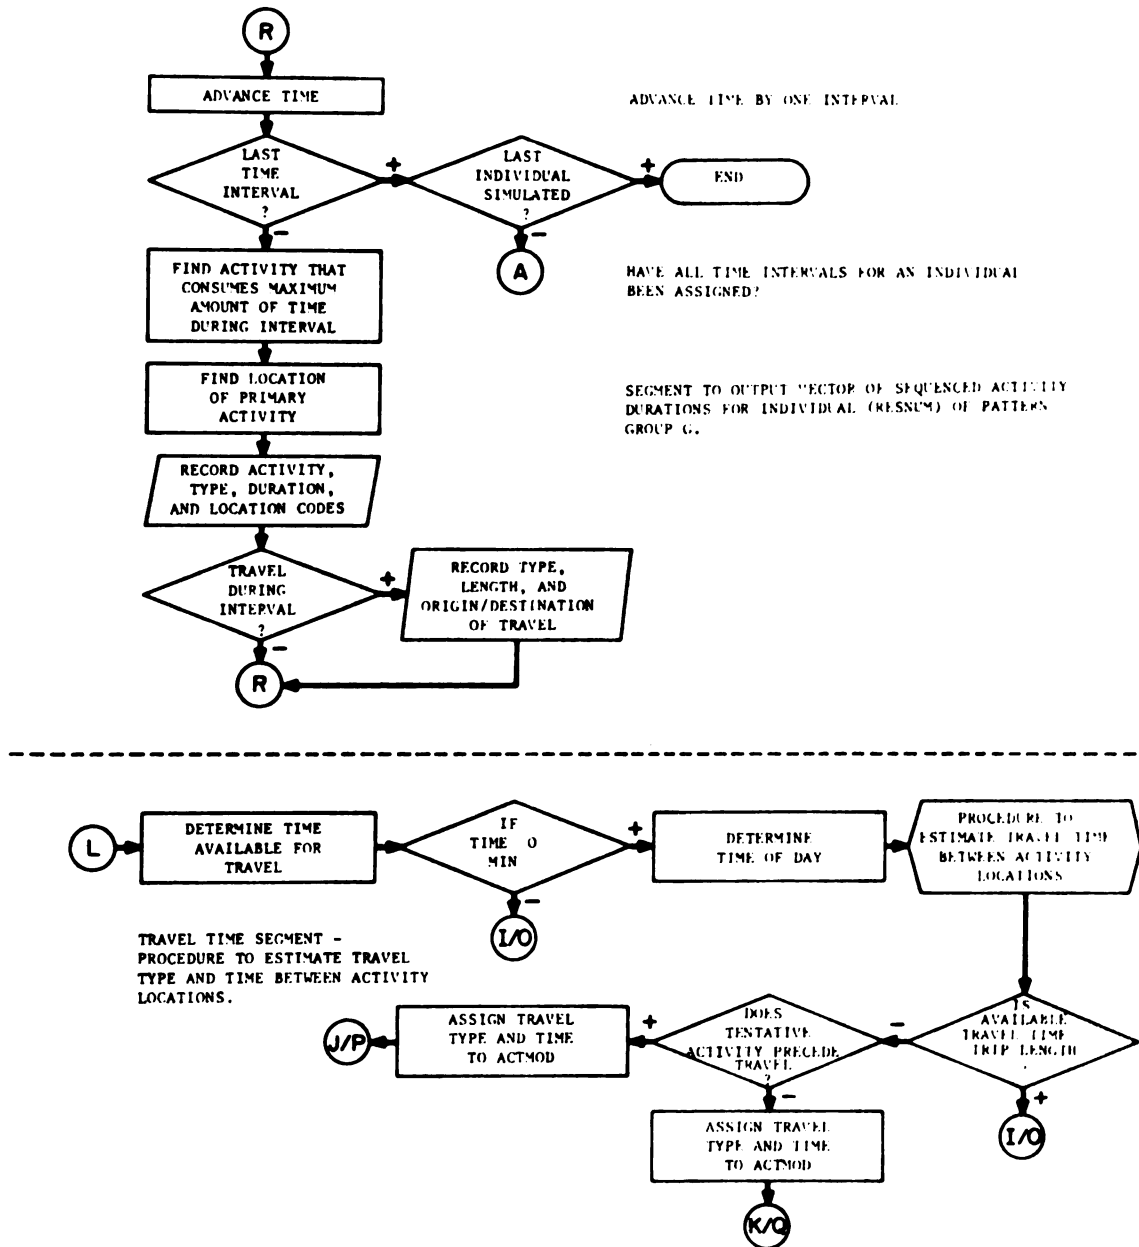 R
ADVANCE TIME
ADVANCE TIME BY ONE INTERVAL
LAST
TIME
INTERVAL
?
+
-
LAST
INDIVIDUAL
SIMULATED
?
+
-
END
A
FIND ACTIVITY THAT
CONSUMES MAXIMUM
AMOUNT OF TIME
DURING INTERVAL
HAVE ALL TIME INTERVALS FOR AN INDIVIDUAL
BEEN ASSIGNED?
FIND LOCATION
OF PRIMARY
ACTIVITY
SEGMENT TO OUTPUT VECTOR OF SEQUENCED ACTIVITY
DURATIONS FOR INDIVIDUAL (RESNUM) OF PATTERN
GROUP G.
RECORD ACTIVITY,
TYPE, DURATION,
AND LOCATION CODES
TRAVEL
DURING
INTERVAL
?
+
-
RECORD TYPE,
LENGTH, AND
ORIGIN/DESTINATION
OF TRAVEL
R
L
DETERMINE TIME
AVAILABLE FOR
TRAVEL
IF
TIME 0
MIN
+
-
I/O
DETERMINE
TIME OF DAY
PROCEDURE TO
ESTIMATE TRAVEL TIME
BETWEEN ACTIVITY
LOCATIONS
TRAVEL TIME SEGMENT -
PROCEDURE TO ESTIMATE TRAVEL
TYPE AND TIME BETWEEN ACTIVITY
LOCATIONS.
IS
AVAILABLE
TRAVEL TIME
TRIP LENGTH
-
+
I/O
DOES
TENTATIVE
ACTIVITY PRECEDE
TRAVEL
?
+
-
ASSIGN TRAVEL
TYPE AND TIME
TO ACTMOD
J/P
ASSIGN TRAVEL
TYPE AND TIME
TO ACTMOD
K/Q